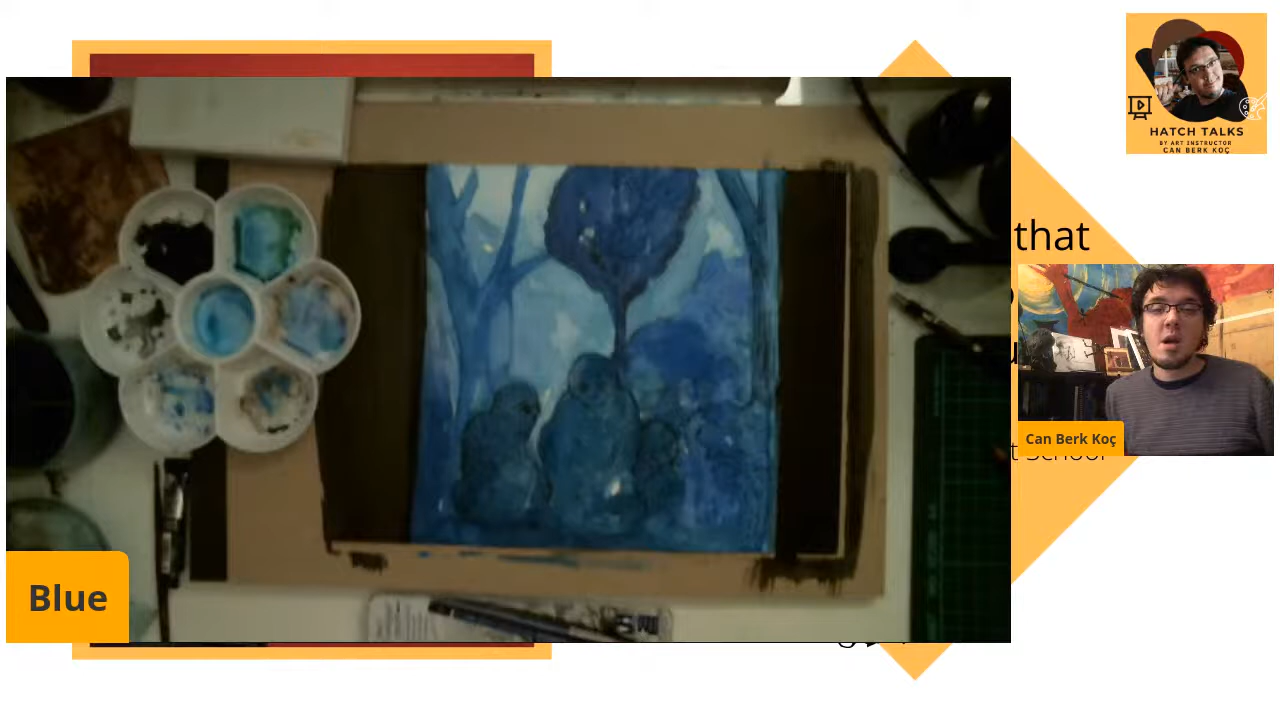 HATCH TALKS
BY ART INSTRUCTOR
CAN BERK KOÇ
that
Can Berk Koç
t School
Blue